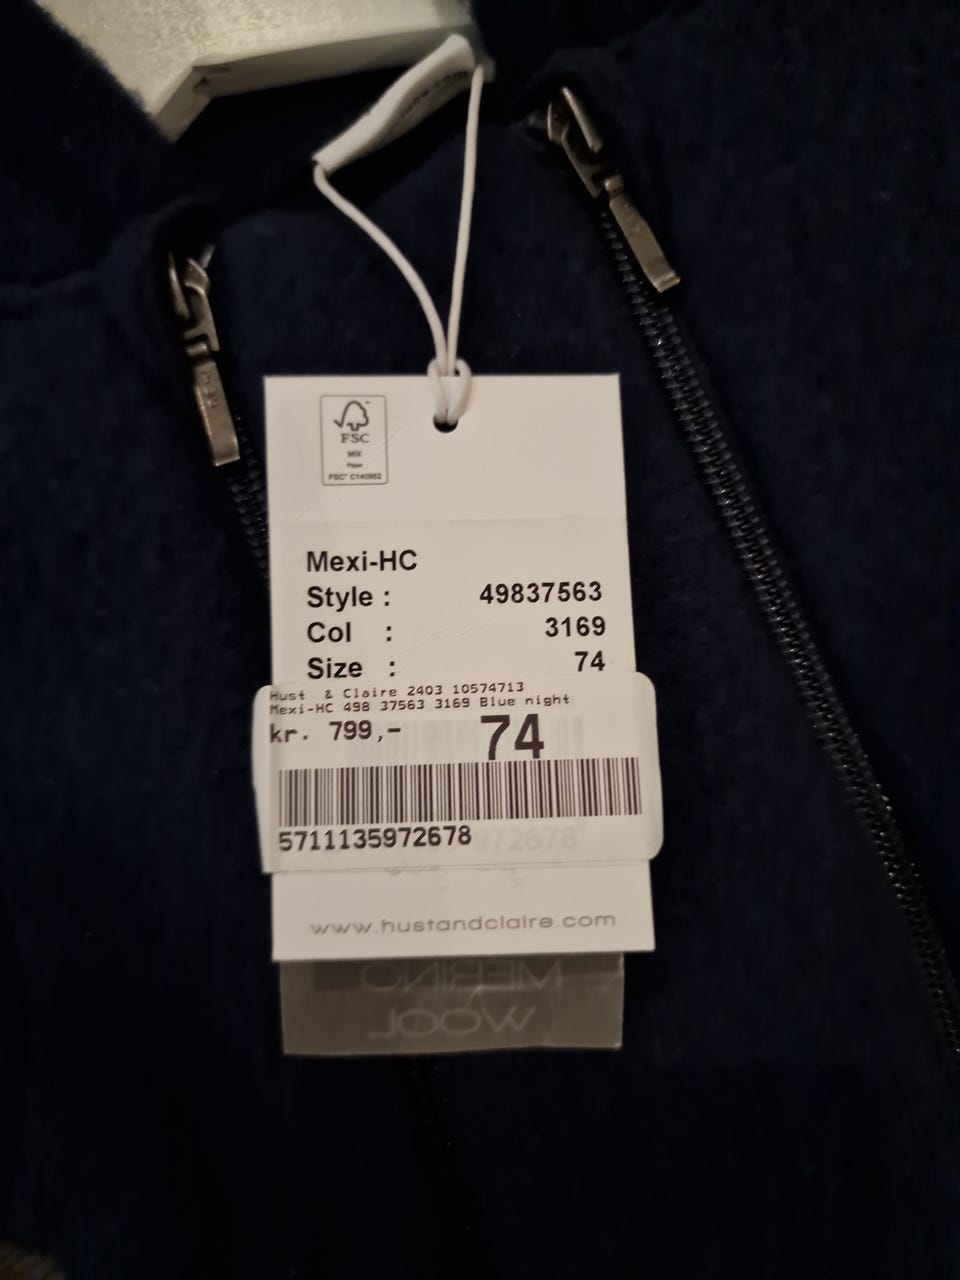 FSC
MIX
Paper
FSC® C140952
Mexi-HC
Style : 49837563
Col : 3169
Size : 74
Hust & Claire 2403 10574713
Mexi-HC 498 37563 3169 Blue night
kr. 799,- 74
5711135972678
www.hustandclaire.com
MERINO
WOOL